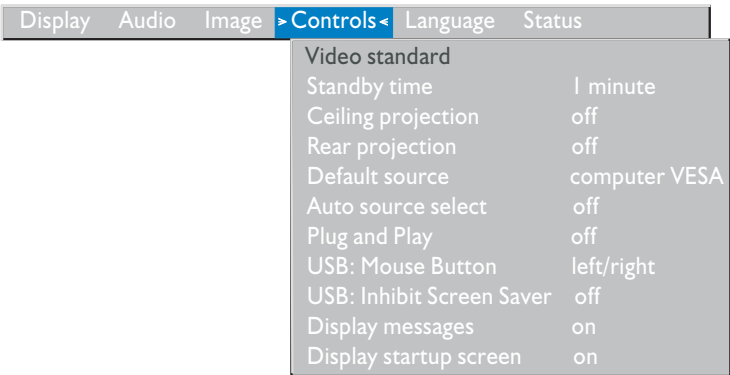 Display Audio Image > Controls < Language Status
Video standard
Standby time 1 minute
Ceiling projection off
Rear projection off
Default source computer VESA
Auto source select off
Plug and Play off
USB: Mouse Button left/right
USB: Inhibit Screen Saver off
Display messages on
Display startup screen on